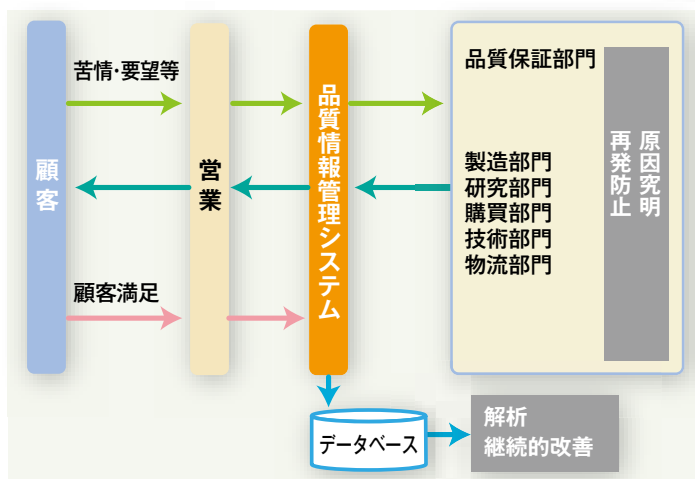 苦情・要望等
顧客
営業
品質情報管理システム
品質保証部門
製造部門
研究部門
購買部門
技術部門
物流部門
原因究明
再発防止
顧客満足
データベース
解析
継続的改善